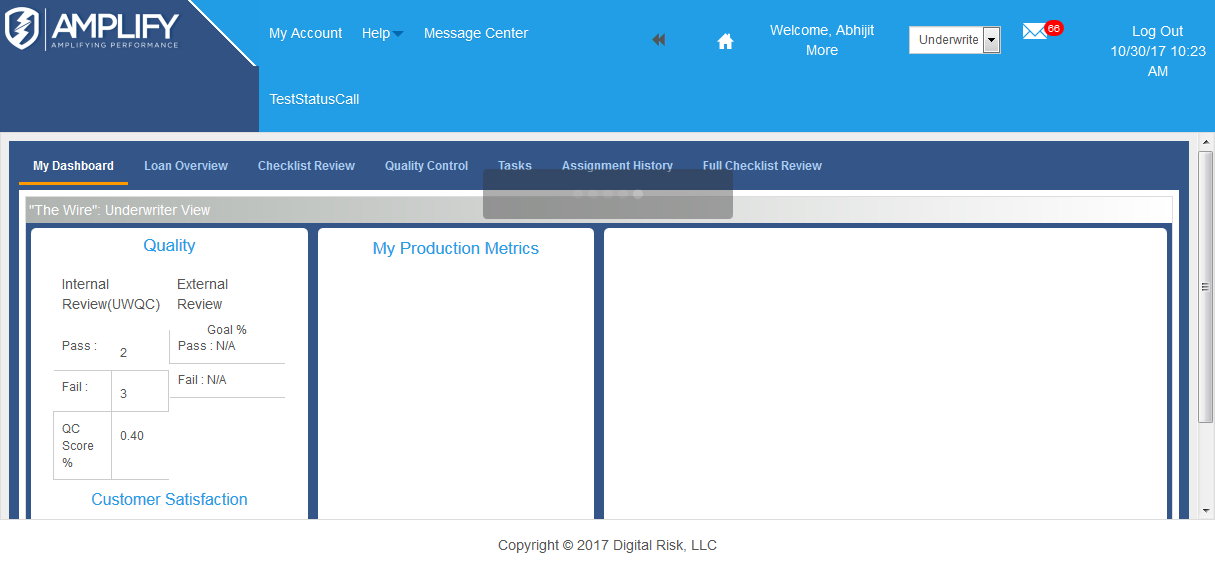 AMPLIFY
AMPLIFYING PERFORMANCE
My Account
Help
Message Center
TestStatusCall
Welcome, Abhijit
More
Underwrite
66
Log Out
10/30/17 10:23
AM
My Dashboard
Loan Overview
Checklist Review
Quality Control
Tasks
Assignment History
Full Checklist Review
"The Wire": Underwriter View
Quality
Internal
Review(UWQC)
External
Review
Goal %
Pass :
2
Pass : N/A
Fail :
3
Fail : N/A
QC
Score
%
0.40
Customer Satisfaction
My Production Metrics
Copyright © 2017 Digital Risk, LLC